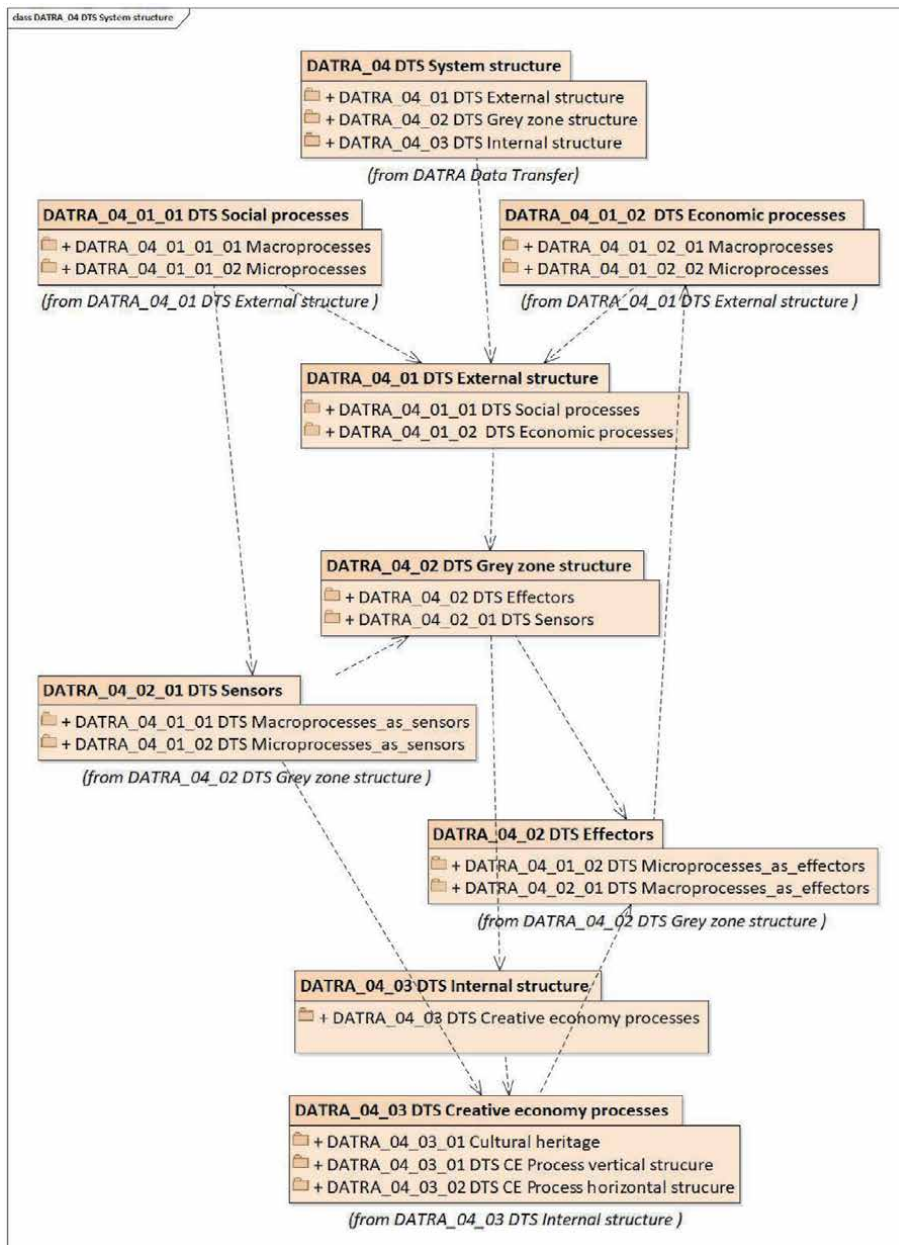 class DATRA_04 DTS System structure
DATRA_04 DTS System structure
+ DATRA_04_01 DTS External structure
+ DATRA_04_02 DTS Grey zone structure
+ DATRA_04_03 DTS Internal structure
(from DATRA Data Transfer)
DATRA_04_01_01 DTS Social processes
+ DATRA_04_01_01_01 Macroprocesses
+ DATRA_04_01_01_02 Microprocesses
(from DATRA_04_01 DTS External structure )
DATRA_04_01_02 DTS Economic processes
+ DATRA_04_01_02_01 Macroprocesses
+ DATRA_04_01_02_02 Microprocesses
(from DATRA_04_01 DTS External structure )
DATRA_04_01 DTS External structure
+ DATRA_04_01_01 DTS Social processes
+ DATRA_04_01_02 DTS Economic processes
DATRA_04_02 DTS Grey zone structure
+ DATRA_04_02 DTS Effectors
+ DATRA_04_02_01 DTS Sensors
DATRA_04_02_01 DTS Sensors
+ DATRA_04_01_01 DTS Macroprocesses_as_sensors
+ DATRA_04_01_02 DTS Microprocesses_as_sensors
(from DATRA_04_02 DTS Grey zone structure )
DATRA_04_02 DTS Effectors
+ DATRA_04_01_02 DTS Microprocesses_as_effectors
+ DATRA_04_02_01 DTS Macroprocesses_as_effectors
(from DATRA_04_02 DTS Grey zone structure )
DATRA_04_03 DTS Internal structure
+ DATRA_04_03 DTS Creative economy processes
DATRA_04_03 DTS Creative economy processes
+ DATRA_04_03_01 Cultural heritage
+ DATRA_04_03_01 DTS CE Process vertical strucure
+ DATRA_04_03_02 DTS CE Process horizontal strucure
(from DATRA_04_03 DTS Internal structure )